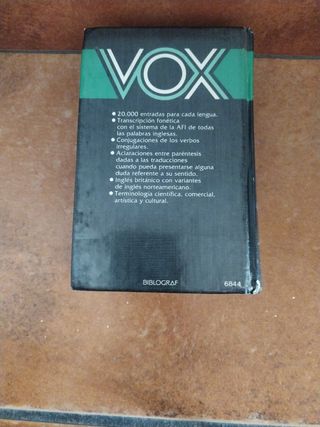 VOX
• 20.000 entradas para cada lengua.
• Transcripción fonética
con el sistema de la AFI de todas
las palabras inglesas.
• Conjugaciones de los verbos
irregulares.
• Aclaraciones entre paréntesis
dadas a las traducciones
cuando pueda presentarse alguna
duda referente a su sentido.
• Inglés británico con variantes
de inglés norteamericano.
• Terminología científica, comercial,
artística y cultural.
BIBLOGRAF
6844